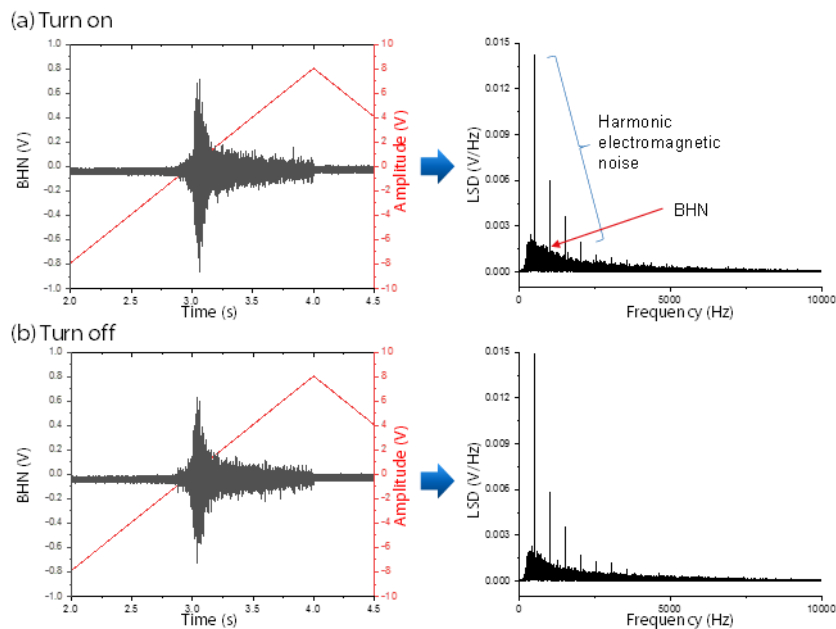 (a) Turn on
BHN (V)
1.0
0.8
0.6
0.4
0.2
0.0
-0.2
-0.4
-0.6
-0.8
-1.0
2.0 2.5 3.0 3.5 4.0 4.5
Time (s)
10
8
6
4
2
0
-2
-4
-6
-8
-10
Amplitude (V)
LSD (V/Hz)
0.015
0.012
0.009
0.006
0.003
0.000
Harmonic
electromagnetic
noise
BHN
0 5000 10000
Frequency (Hz)
(b) Turn off
BHN (V)
1.0
0.8
0.6
0.4
0.2
0.0
-0.2
-0.4
-0.6
-0.8
-1.0
2.0 2.5 3.0 3.5 4.0 4.5
Time (s)
10
8
6
4
2
0
-2
-4
-6
-8
-10
Amplitude (V)
LSD (V/Hz)
0.015
0.012
0.009
0.006
0.003
0.000
0 5000 10000
Frequency (Hz)